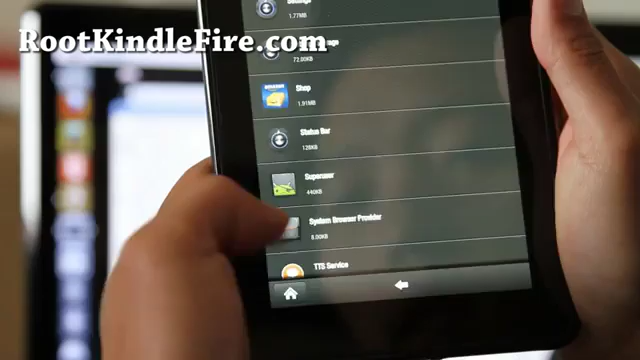 RootKindleFire.com
Settings
1.77MB
72.00KB
Shop
1.91MB
Status Bar
128KB
Superuser
440KB
System Browser Provider
8.00KB
TTS Service